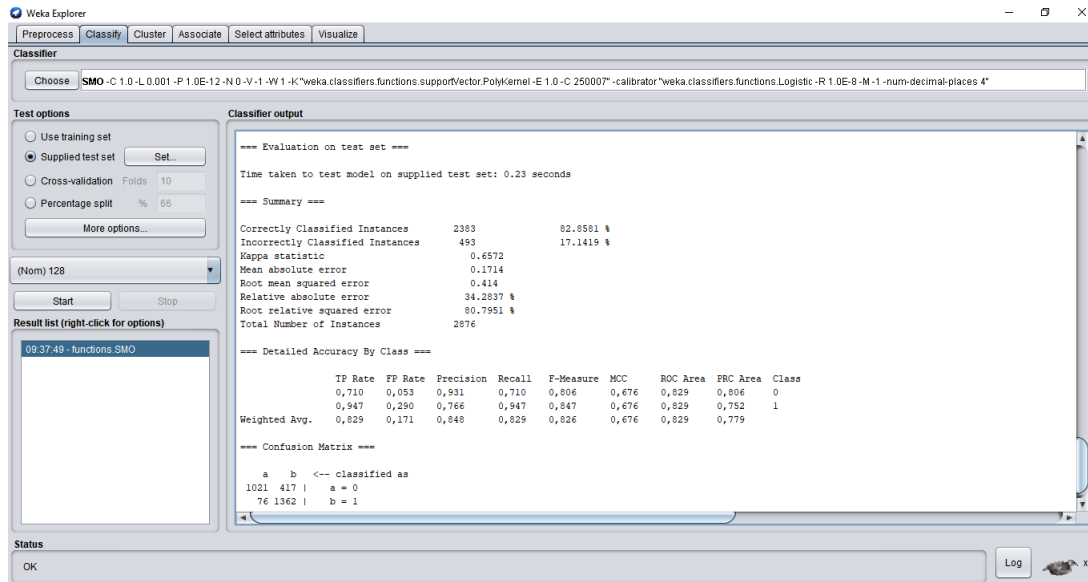 Weka Explorer
Preprocess Classify Cluster Associate Select attributes Visualize
Classifier
Choose SMO -C 1.0 -L 0.001 -P 1.0E-12 -N 0 -V -1 -W 1 -K "weka.classifiers.functions.supportVector.PolyKernel -E 1.0 -C 250007" -calibrator "weka.classifiers.functions.Logistic -R 1.0E-8 -M -1 -num-decimal-places 4"
Test options
Use training set
Supplied test set Set...
Cross-validation Folds 10
Percentage split % 66
More options...
(Nom) 128
Start Stop
Result list (right-click for options)
09:37:49 - functions.SMO
Classifier output
=== Evaluation on test set ===
Time taken to test model on supplied test set: 0.23 seconds
=== Summary ===
Correctly Classified Instances 2383 82.8581 %
Incorrectly Classified Instances 493 17.1419 %
Kappa statistic 0.6572
Mean absolute error 0.1714
Root mean squared error 0.414
Relative absolute error 34.2837 %
Root relative squared error 80.7951 %
Total Number of Instances 2876
=== Detailed Accuracy By Class ===
TP Rate FP Rate Precision Recall F-Measure MCC ROC Area PRC Area Class
0,710 0,053 0,931 0,710 0,806 0,676 0,829 0,806 0
0,947 0,290 0,766 0,947 0,847 0,676 0,829 0,752 1
Weighted Avg. 0,829 0,171 0,848 0,829 0,826 0,676 0,829 0,779
=== Confusion Matrix ===
a b <-- classified as
1021 417 | a = 0
76 1362 | b = 1
Status
OK
Log
x